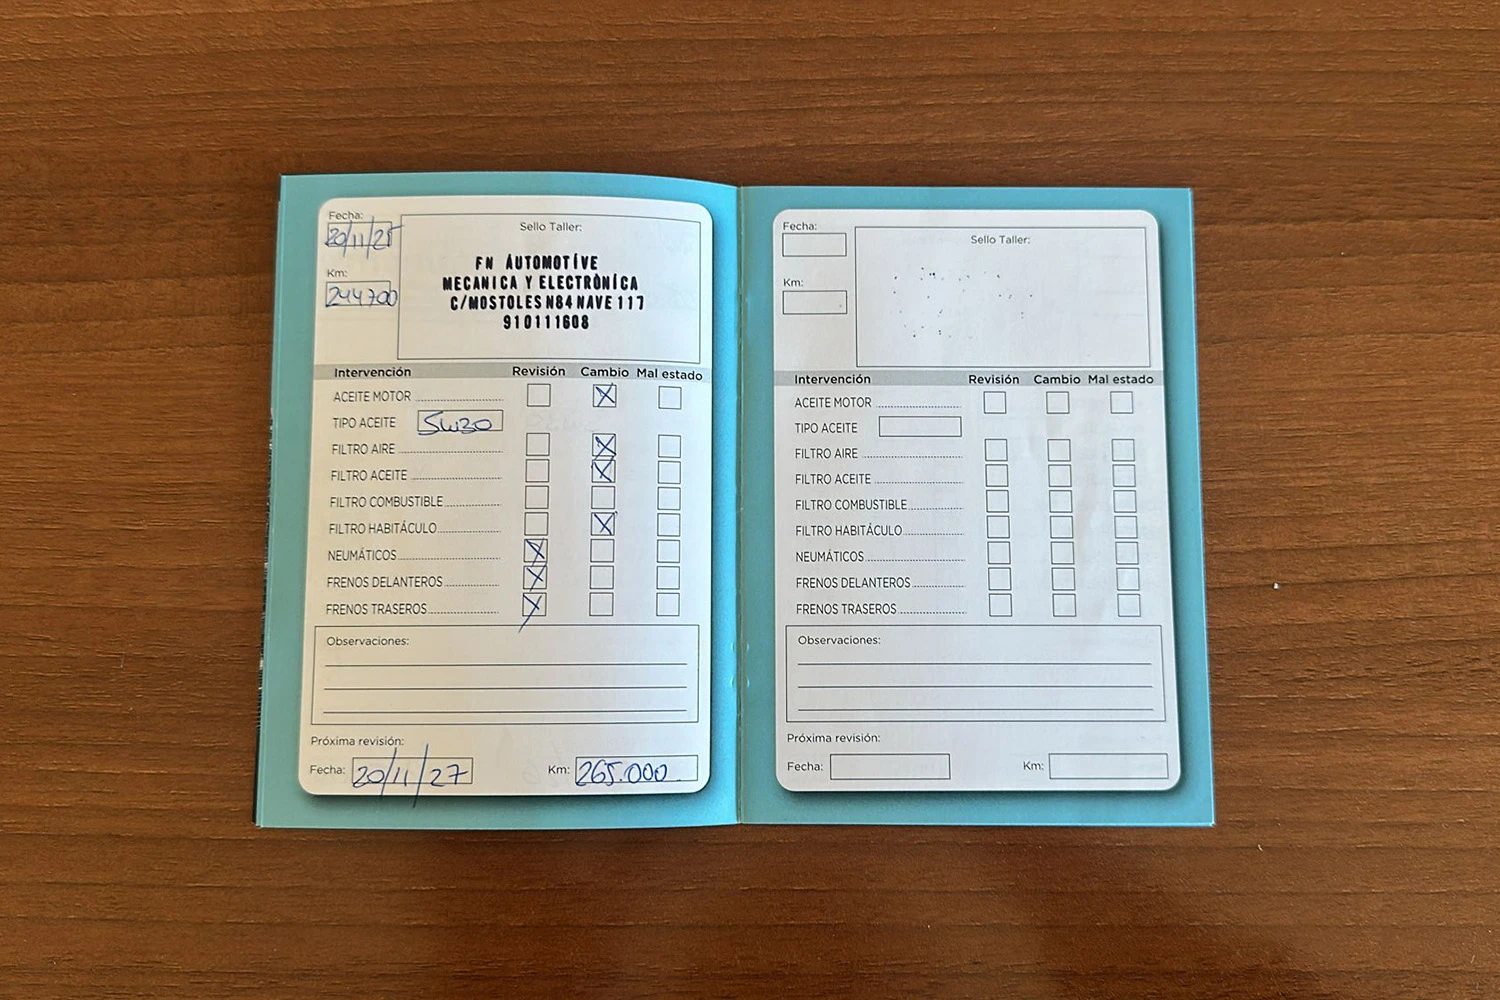 Fecha:
20/11/25
Km:
244700
Sello Taller:
FN AUTOMOTíVE
MECANICA Y ELECTRÒNÍCA
C/MOSTOLES N84 NAVE 117
910111608
Intervención Revisión Cambio Mal estado
ACEITE MOTOR X
TIPO ACEITE 5W30
FILTRO AIRE X
FILTRO ACEITE X
FILTRO COMBUSTIBLE
FILTRO HABITÁCULO X
NEUMÁTICOS X
FRENOS DELANTEROS X
FRENOS TRASEROS X
Observaciones:
Próxima revisión:
Fecha: 20/11/27 Km: 265.000
Fecha:
Km:
Sello Taller:
Intervención Revisión Cambio Mal estado
ACEITE MOTOR
TIPO ACEITE
FILTRO AIRE
FILTRO ACEITE
FILTRO COMBUSTIBLE
FILTRO HABITÁCULO
NEUMÁTICOS
FRENOS DELANTEROS
FRENOS TRASEROS
Observaciones:
Próxima revisión:
Fecha: Km: